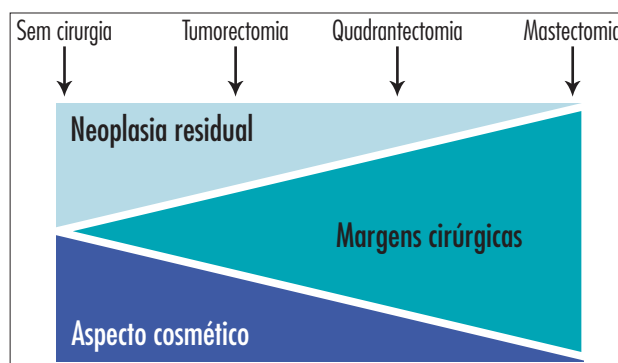 Sem cirurgia Tumorectomia Quadrantectomia Mastectomia
Neoplasia residual
Margens cirúrgicas
Aspecto cosmético